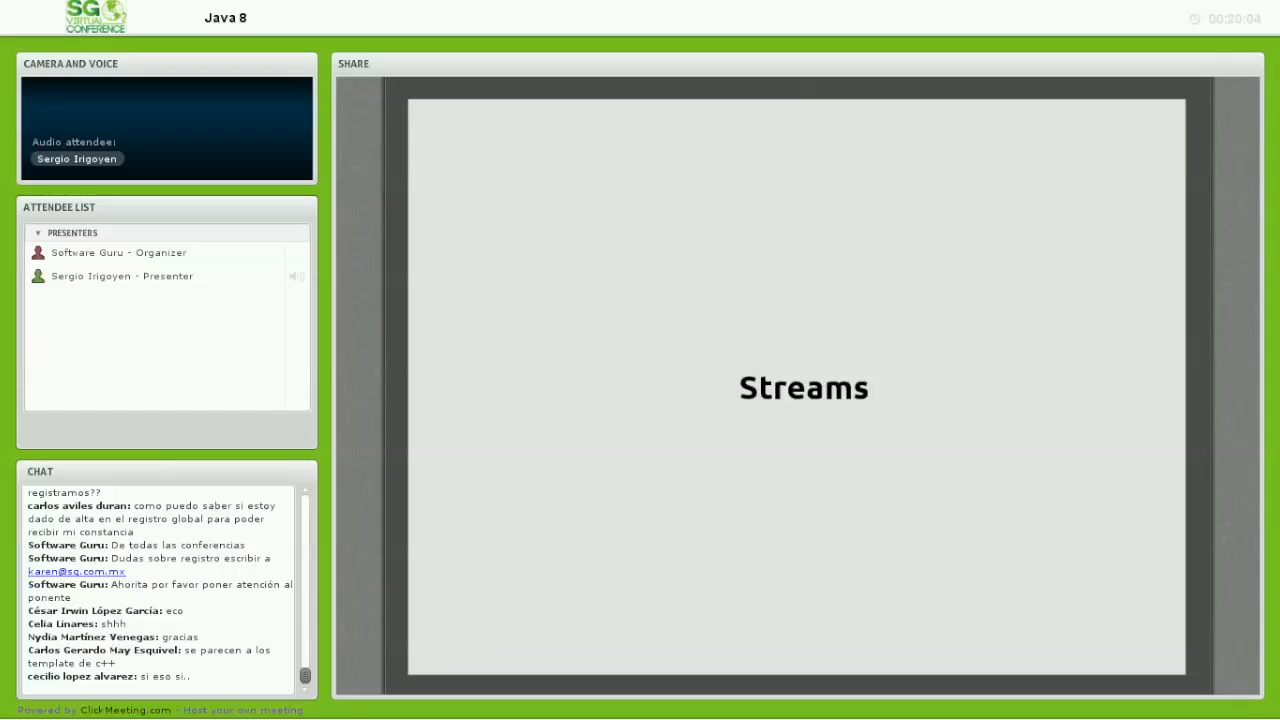 SG
VIRTUAL
CONFERENCE
Java 8
00:20:04
CAMERA AND VOICE
Audio attendee:
Sergio Irigoyen
ATTENDEE LIST
PRESENTERS
Software Guru - Organizer
Sergio Irigoyen - Presenter
CHAT
registramos??
carlos aviles duran: como puedo saber si estoy
dado de alta en el registro global para poder
recibir mi constancia
Software Guru: De todas las conferencias
Software Guru: Dudas sobre registro escribir a
karen@sg.com.mx
Software Guru: Ahorita por favor poner atención al
ponente
César Irwin López García: eco
Celia Linares: shhh
Nydia Martínez Venegas: gracias
Carlos Gerardo May Esquivel: se parecen a los
template de c++
cecilio lopez alvarez: si eso si..
Powered by ClickMeeting.com - Host your own meeting
SHARE
Streams